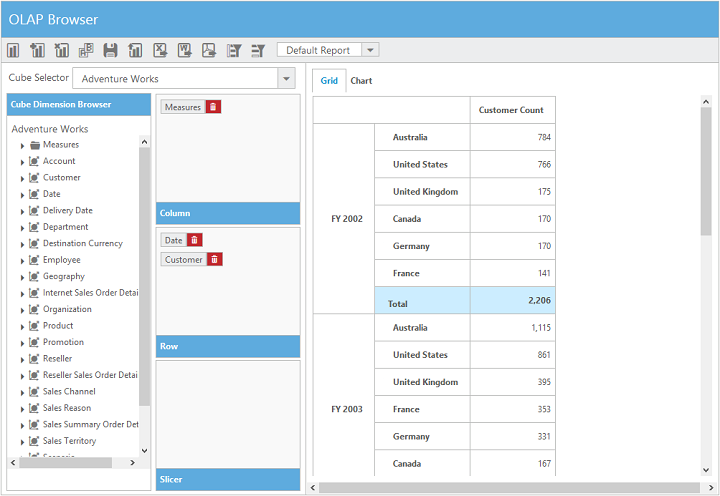 OLAP Browser
Default Report
Cube Selector
Adventure Works
Cube Dimension Browser
Adventure Works
Measures
Account
Customer
Date
Delivery Date
Department
Destination Currency
Employee
Geography
Internet Sales Order Detai
Organization
Product
Promotion
Reseller
Reseller Sales Order Detai
Sales Channel
Sales Reason
Sales Summary Order Det
Sales Territory
Scenario
Measures
Column
Date
Customer
Row
Slicer
Grid Chart
Customer Count
FY 2002
Australia 784
United States 766
United Kingdom 175
Canada 170
Germany 170
France 141
Total 2,206
FY 2003
Australia 1,115
United States 861
United Kingdom 395
France 353
Germany 331
Canada 167